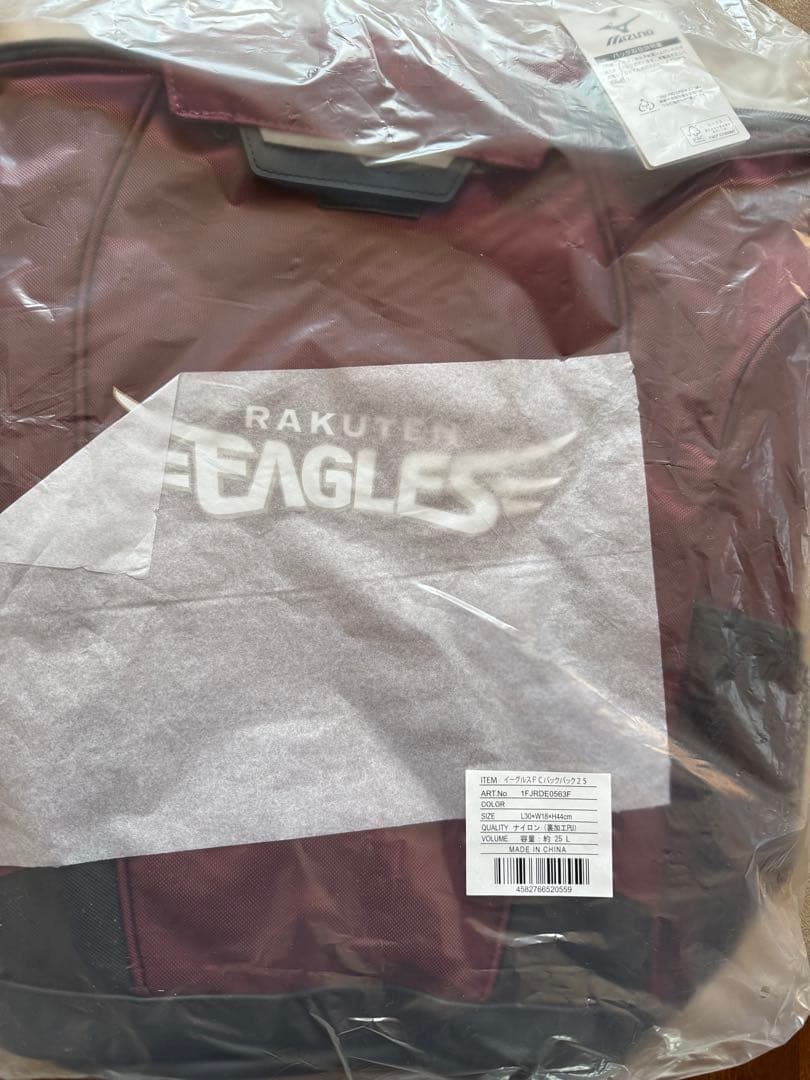 MIZUNO
RAKUTEN
EAGLES
ITEM イーグルスFCバックパック25
ART.No 1FJRDE0563F
COLOR
SIZE L30×W18×H44cm
QUALITY ナイロン(裏加工PU)
VOLUME 容量:約 25 L
MADE IN CHINA
4582766520559